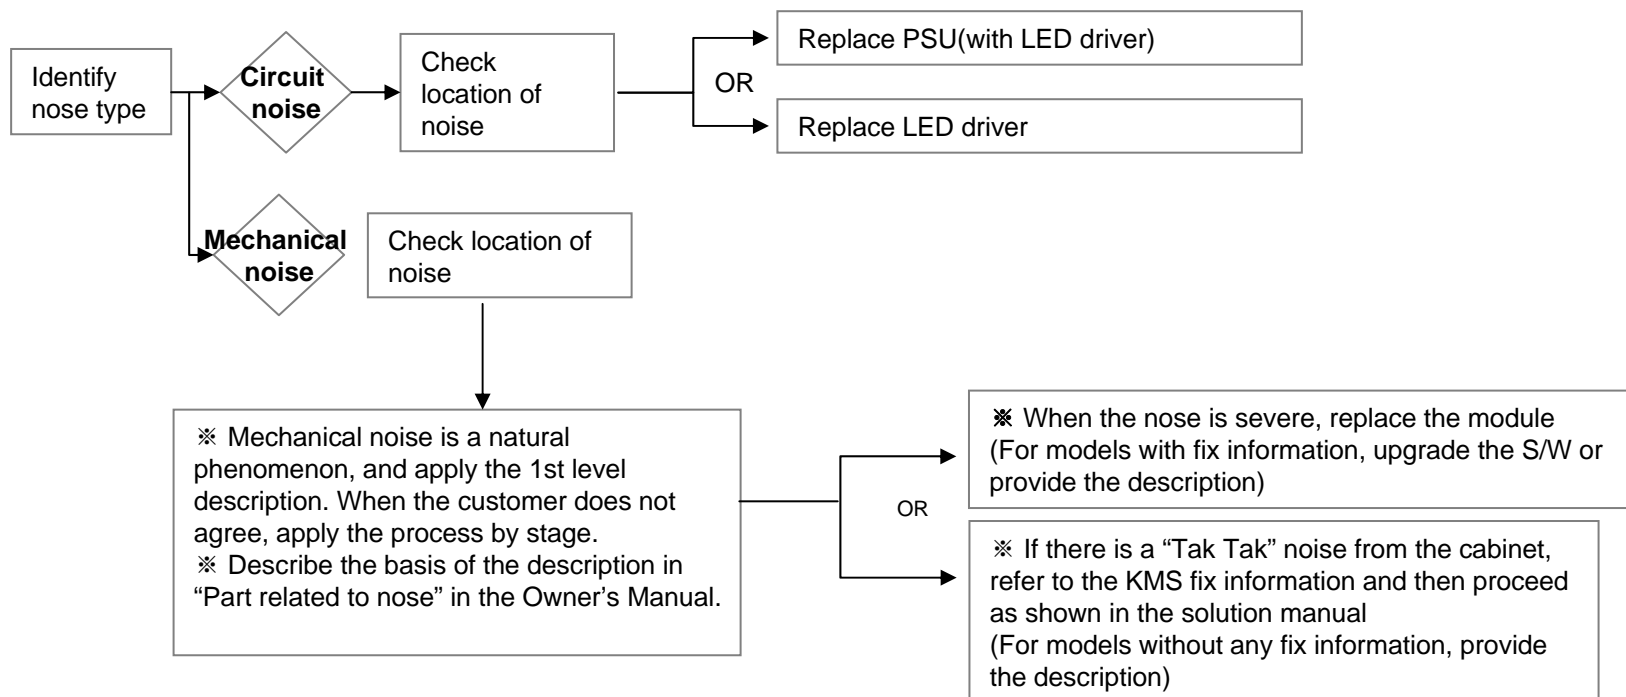 Identify
nose type
Circuit
noise
Check
location of
noise
Replace PSU(with LED driver)
OR
Replace LED driver
Mechanical
noise
Check location of
noise
※ Mechanical noise is a natural
phenomenon, and apply the 1st level
description. When the customer does not
agree, apply the process by stage.
※ Describe the basis of the description in
“Part related to nose” in the Owner’s Manual.
※ When the nose is severe, replace the module
(For models with fix information, upgrade the S/W or
provide the description)
OR
※ If there is a “Tak Tak” noise from the cabinet,
refer to the KMS fix information and then proceed
as shown in the solution manual
(For models without any fix information, provide
the description)